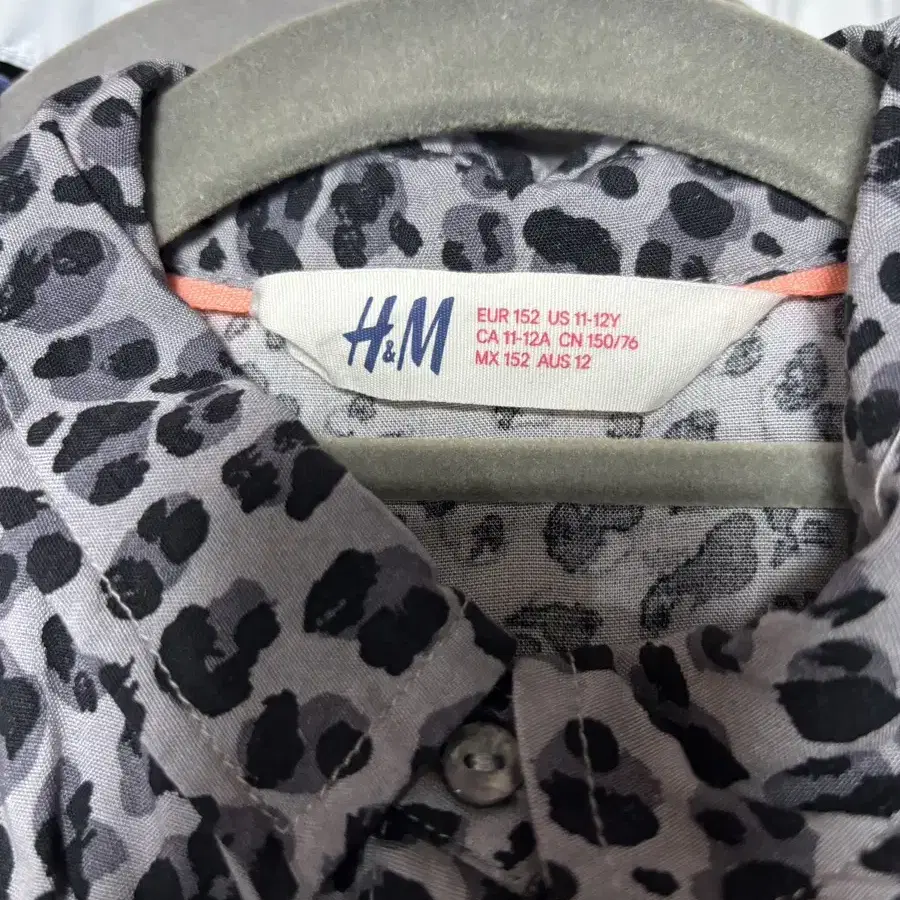 H&M
EUR 152 US 11-12Y
CA 11-12A CN 150/76
MX 152 AUS 12